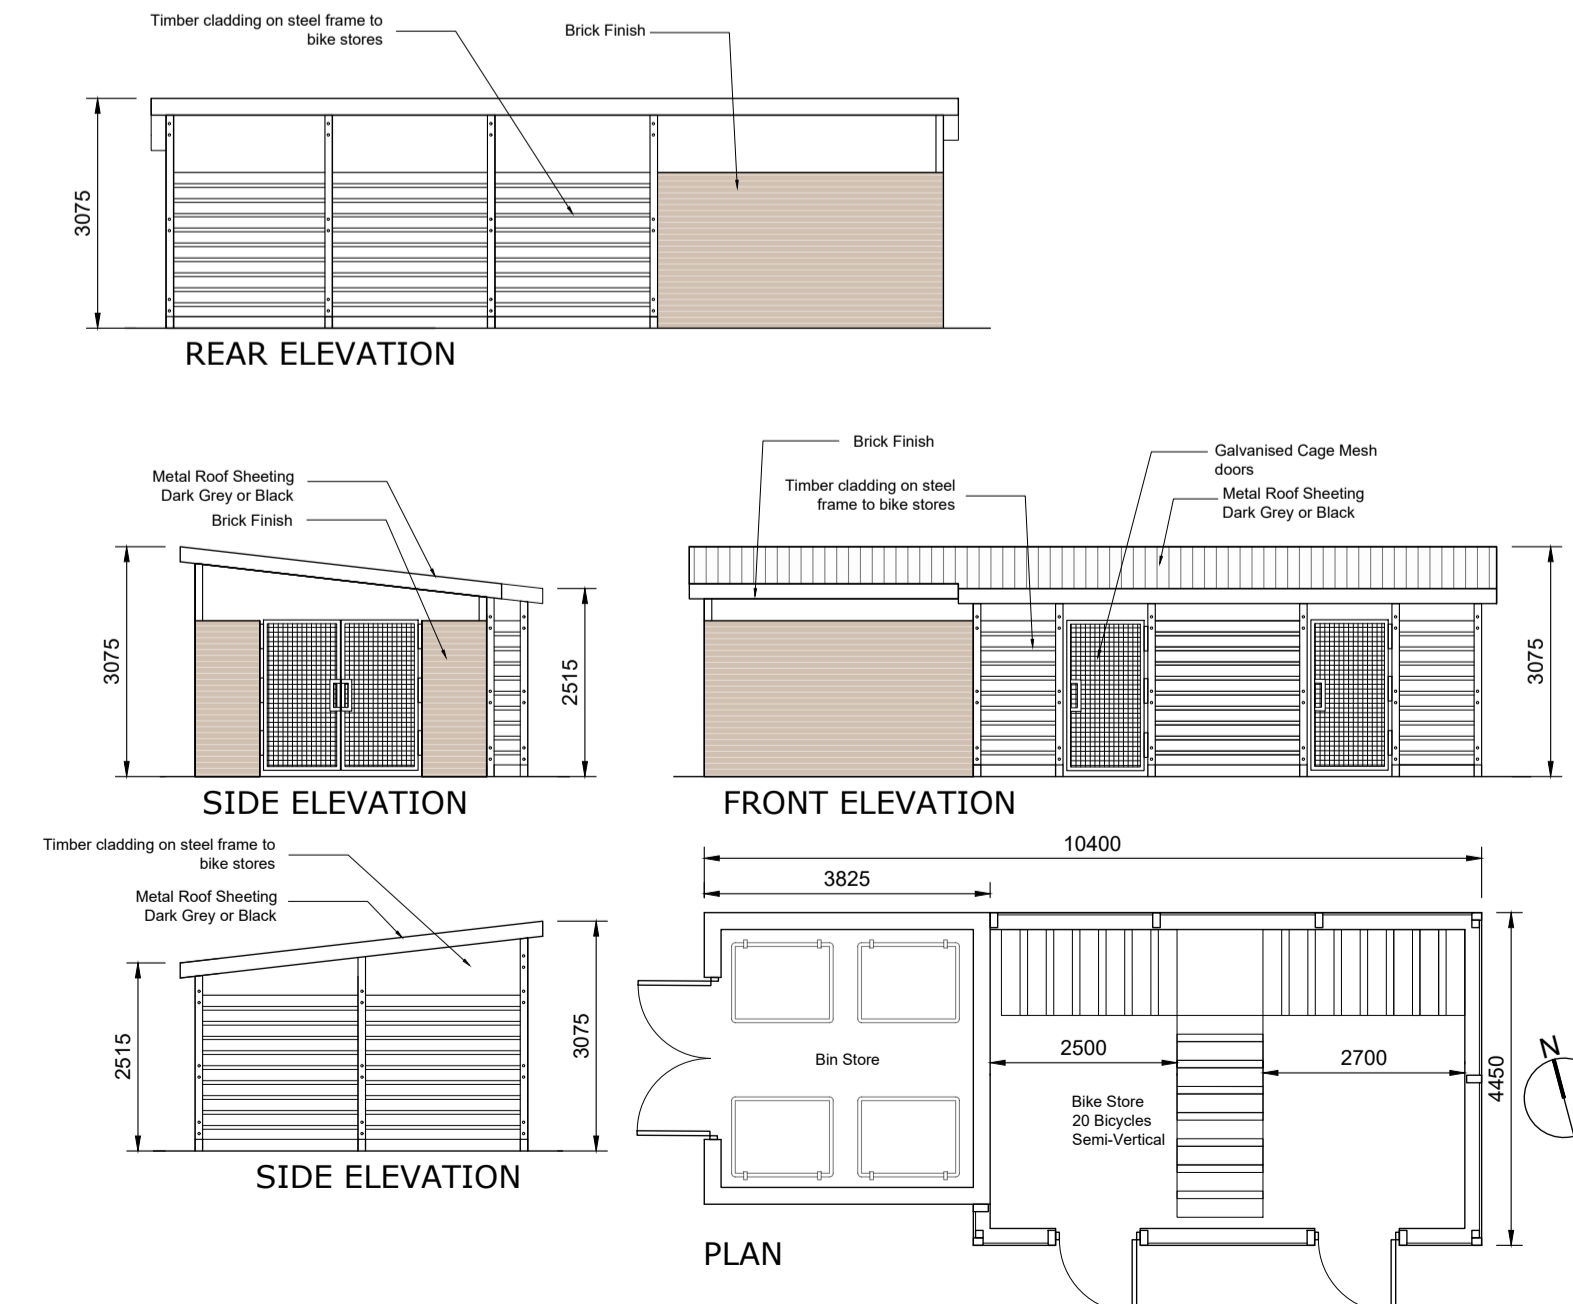 Timber cladding on steel frame to
bike stores
Brick Finish
3075
REAR ELEVATION
Metal Roof Sheeting
Dark Grey or Black
Brick Finish
3075
2515
SIDE ELEVATION
Brick Finish
Timber cladding on steel
frame to bike stores
Galvanised Cage Mesh
doors
Metal Roof Sheeting
Dark Grey or Black
3075
FRONT ELEVATION
Timber cladding on steel frame to
bike stores
Metal Roof Sheeting
Dark Grey or Black
2515
3075
SIDE ELEVATION
10400
3825
Bin Store
2500
2700
Bike Store
20 Bicycles
Semi-Vertical
4450
N
PLAN